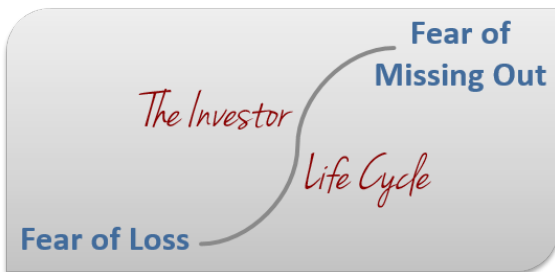 Fear of
Missing Out
The Investor
Life Cycle
Fear of Loss